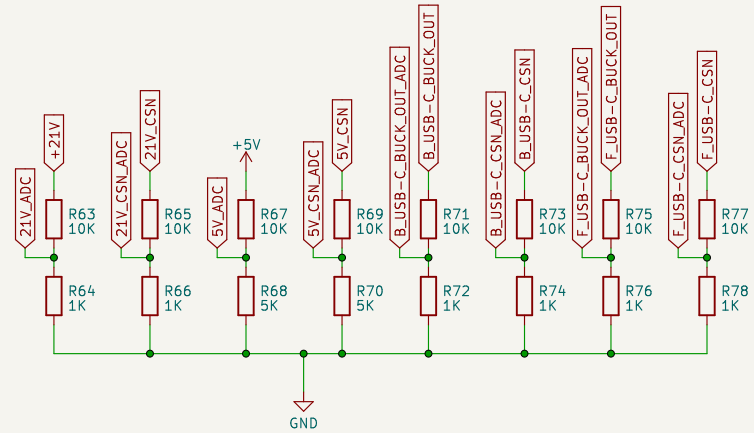 21V_ADC
+21V
21V_CSN_ADC
21V_CSN
5V_ADC
+5V
5V_CSN_ADC
5V_CSN
B_USB-C_BUCK_OUT_ADC
B_USB-C_BUCK_OUT
B_USB-C_CSN_ADC
B_USB-C_CSN
F_USB-C_BUCK_OUT_ADC
F_USB-C_BUCK_OUT
F_USB-C_CSN_ADC
F_USB-C_CSN
R63
10K
R65
10K
R67
10K
R69
10K
R71
10K
R73
10K
R75
10K
R77
10K
R64
1K
R66
1K
R68
5K
R70
5K
R72
1K
R74
1K
R76
1K
R78
1K
GND